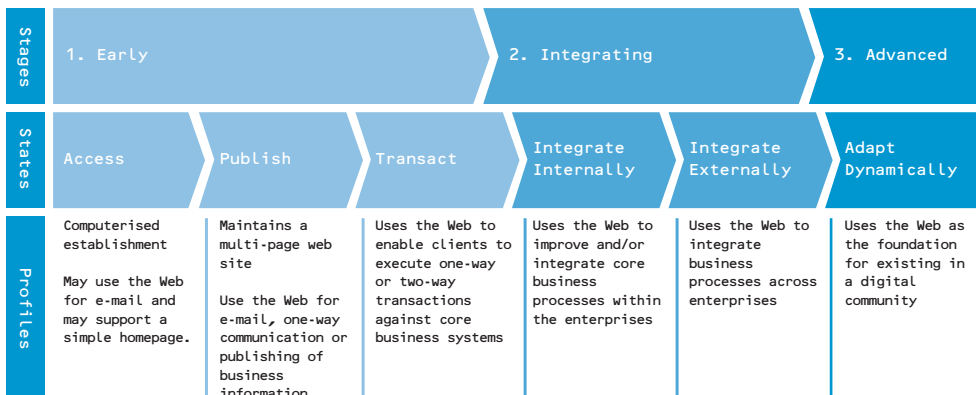 Stages
1. Early
2. Integrating
3. Advanced
States
Access
Publish
Transact
Integrate
Internally
Integrate
Externally
Adapt
Dynamically
Profiles
Computerised
establishment
May use the Web
for e-mail and
may support a
simple homepage.
Maintains a
multi-page web
site
Use the Web for
e-mail, one-way
communication or
publishing of
business
information
Uses the Web to
enable clients to
execute one-way
or two-way
transactions
against core
business systems
Uses the Web to
improve and/or
integrate core
business
processes within
the enterprises
Uses the Web to
integrate
business
processes across
enterprises
Uses the Web as
the foundation
for existing in
a digital
community